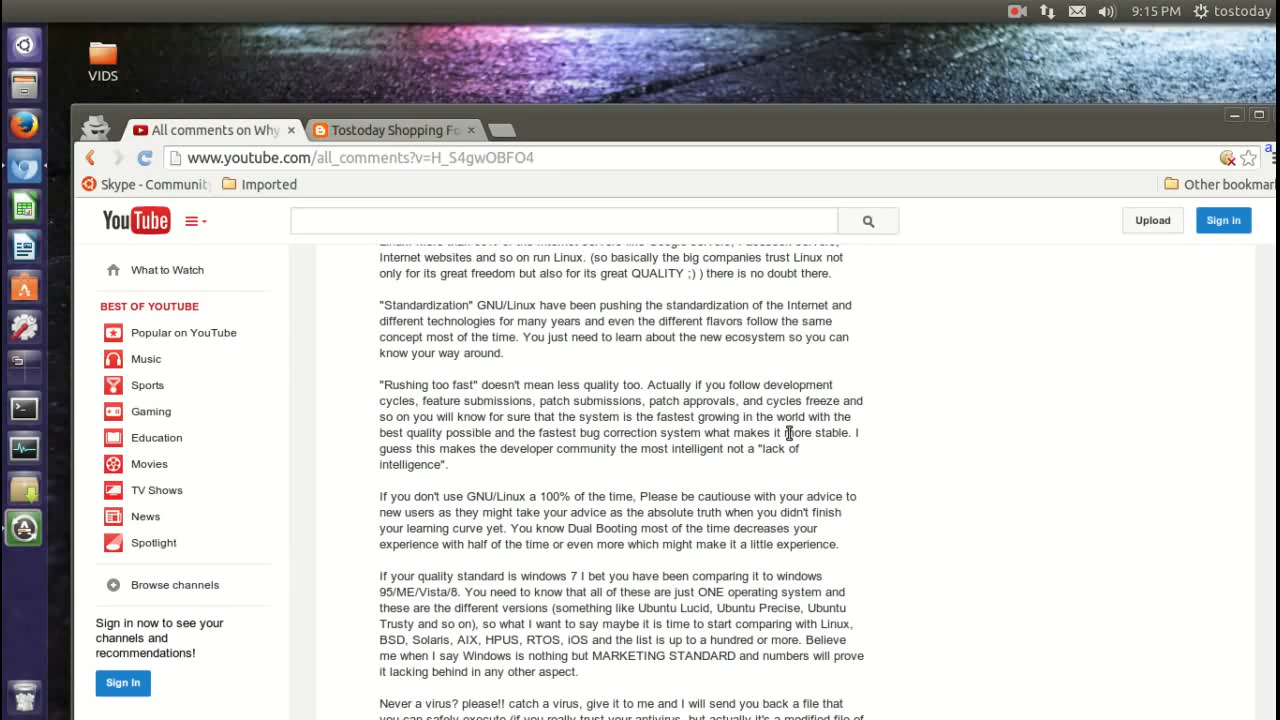 9:15 PM tostoday
VIDS
All comments on Why
Tostoday Shopping Fo
www.youtube.com/all_comments?v=H_S4gwOBFO4
Skype - Communit
Imported
Other bookmar
YouTube
Upload
Sign in
What to Watch
BEST OF YOUTUBE
Popular on YouTube
Music
Sports
Gaming
Education
Movies
TV Shows
News
Spotlight
Browse channels
Sign in now to see your
channels and
recommendations!
Sign In
Internet websites and so on run Linux. (so basically the big companies trust Linux not
only for its great freedom but also for its great QUALITY ;) ) there is no doubt there.
"Standardization" GNU/Linux have been pushing the standardization of the Internet and
different technologies for many years and even the different flavors follow the same
concept most of the time. You just need to learn about the new ecosystem so you can
know your way around.
"Rushing too fast" doesn't mean less quality too. Actually if you follow development
cycles, feature submissions, patch submissions, patch approvals, and cycles freeze and
so on you will know for sure that the system is the fastest growing in the world with the
best quality possible and the fastest bug correction system what makes it more stable. I
guess this makes the developer community the most intelligent not a "lack of
intelligence".
If you don't use GNU/Linux a 100% of the time, Please be cautiouse with your advice to
new users as they might take your advice as the absolute truth when you didn't finish
your learning curve yet. You know Dual Booting most of the time decreases your
experience with half of the time or even more which might make it a little experience.
If your quality standard is windows 7 I bet you have been comparing it to windows
95/ME/Vista/8. You need to know that all of these are just ONE operating system and
these are the different versions (something like Ubuntu Lucid, Ubuntu Precise, Ubuntu
Trusty and so on), so what I want to say maybe it is time to start comparing with Linux,
BSD, Solaris, AIX, HPUS, RTOS, iOS and the list is up to a hundred or more. Believe
me when I say Windows is nothing but MARKETING STANDARD and numbers will prove
it lacking behind in any other aspect.
Never a virus? please!! catch a virus, give it to me and I will send you back a file that
you can safely execute (if you really trust your antivirus, but actually it's a modified file of